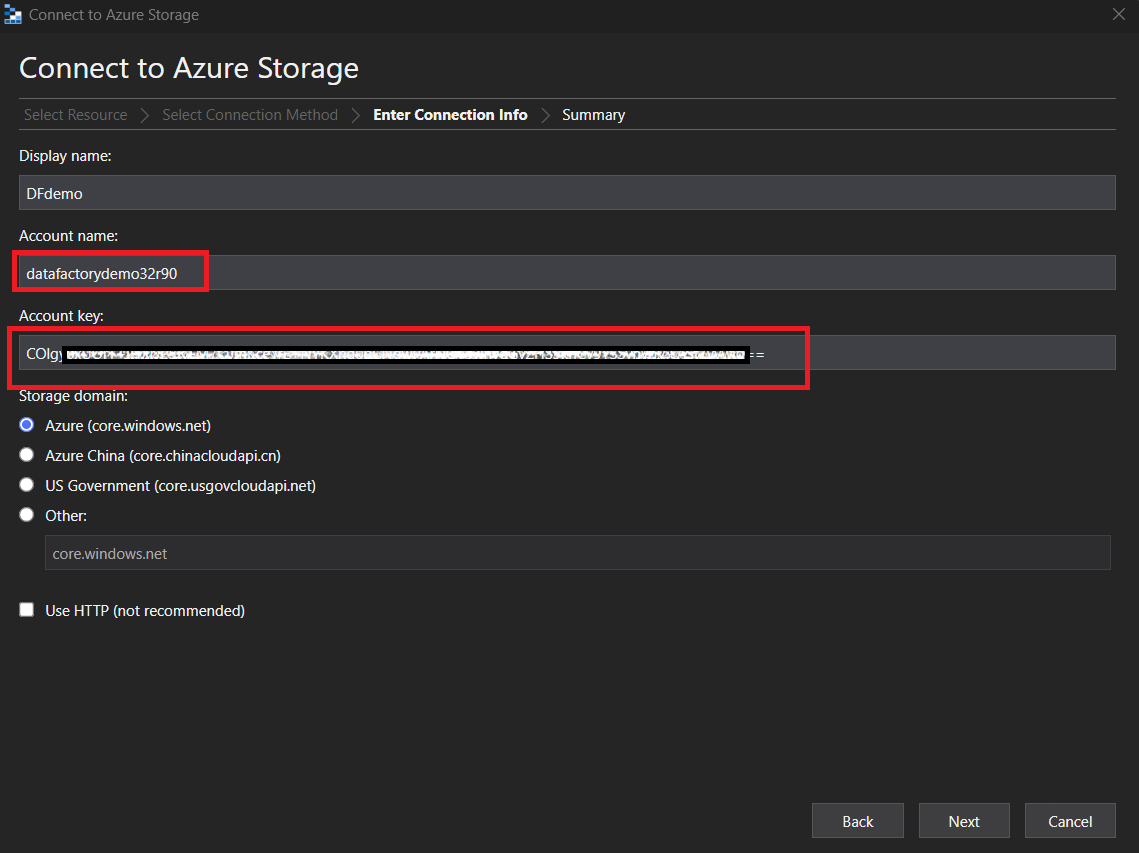 Connect to Azure Storage
Connect to Azure Storage
Select Resource > Select Connection Method > Enter Connection Info > Summary
Display name:
DFdemo
Account name:
datafactorydemo32r90
Account key:
COlgy ==
Storage domain:
Azure (core.windows.net)
Azure China (core.chinacloudapi.cn)
US Government (core.usgovcloudapi.net)
Other:
core.windows.net
Use HTTP (not recommended)
Back Next Cancel